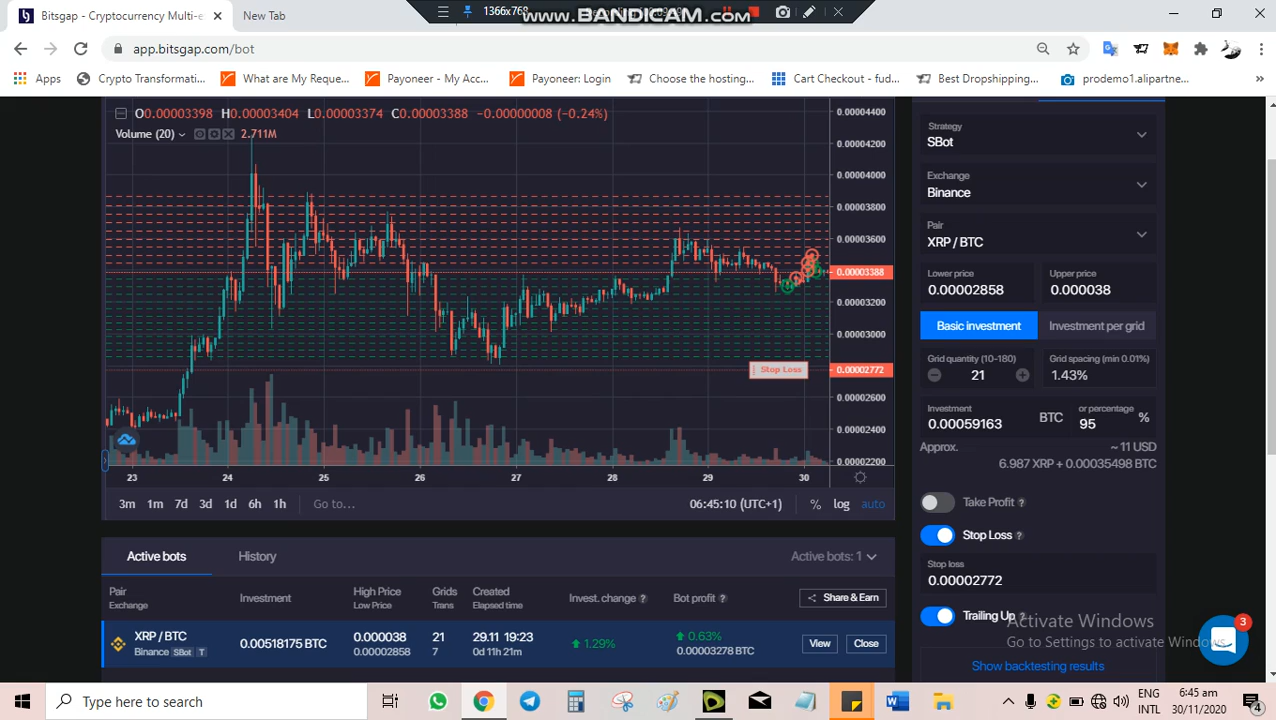 Bitsgap - Cryptocurrency Multi-e
New Tab
1366x768
www.BANDICAM.com
app.bitsgap.com/bot
Apps
Crypto Transformati...
What are My Reque...
Payoneer - My Acc...
Payoneer: Login
Choose the hosting...
Cart Checkout - fud...
Best Dropshipping...
prodemo1.alipartne...
»
O0.00003398 H0.00003404 L0.00003374 C0.00003388 −0.00000008 (−0.24%)
Volume (20) 2.711M
0.00004400
0.00004200
0.00004000
0.00003800
0.00003600
0.00003388
0.00003200
0.00003000
Stop Loss
0.00002772
0.00002600
0.00002400
0.00002200
23 24 25 26 27 28 29 30
3m 1m 7d 3d 1d 6h 1h
Go to...
06:45:10 (UTC+1)
% log auto
Strategy
SBot
Exchange
Binance
Pair
XRP / BTC
Lower price
0.00002858
Upper price
0.000038
Basic investment
Investment per grid
Grid quantity (10-180)
21
Grid spacing (min 0.01%)
1.43%
Investment
0.00059163 BTC
or percentage
95 %
Approx. ~ 11 USD
6.987 XRP + 0.00035498 BTC
Take Profit ?
Stop Loss ?
Stop loss
0.00002772
Trailing Up ?
Show backtesting results
Activate Windows
Go to Settings to activate Windows.
3
Active bots
History
Active bots: 1
Pair
Exchange
Investment
High Price
Low Price
Grids
Trans
Created
Elapsed time
Invest. change ?
Bot profit ?
Share & Earn
XRP / BTC
Binance SBot T
0.00518175 BTC
0.000038
0.00002858
21
7
29.11 19:23
0d 11h 21m
1.29%
0.63%
0.00003278 BTC
View
Close
Type here to search
ENG
INTL
6:45 am
30/11/2020
4